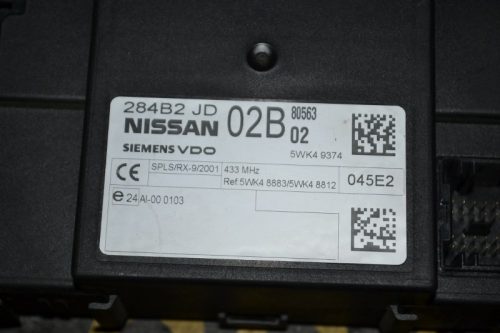 284B2 JD
NISSAN 02B 80563 02
SIEMENS VDO 5WK4 9374
CE SPLS/RX-9/2001 433 MHz
Ref.5WK4 8883/5WK4 8812 045E2
e 24 AI-00 0103